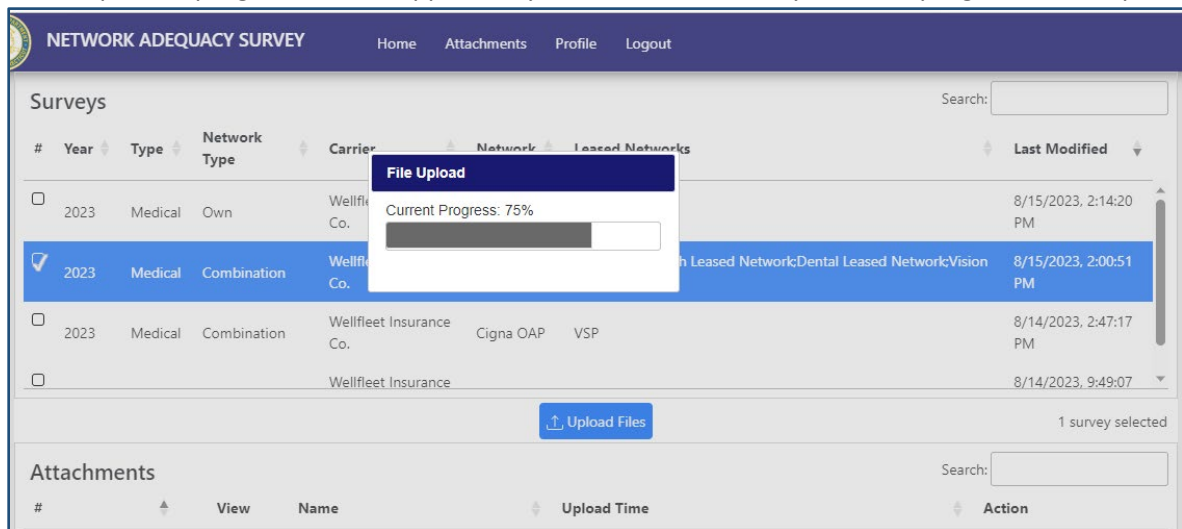 NETWORK ADEQUACY SURVEY Home Attachments Profile Logout
Surveys Search:
# Year Type Network Type Carrier Network Leased Networks Last Modified
File Upload
Current Progress: 75%
2023 Medical Own Co. 8/15/2023, 2:14:20 PM
2023 Medical Combination Co. Leased Network;Dental Leased Network;Vision 8/15/2023, 2:00:51 PM
2023 Medical Combination Wellfleet Insurance Co. Cigna OAP VSP 8/14/2023, 2:47:17 PM
Wellfleet Insurance 8/14/2023, 9:49:07
Upload Files 1 survey selected
Attachments Search:
# View Name Upload Time Action